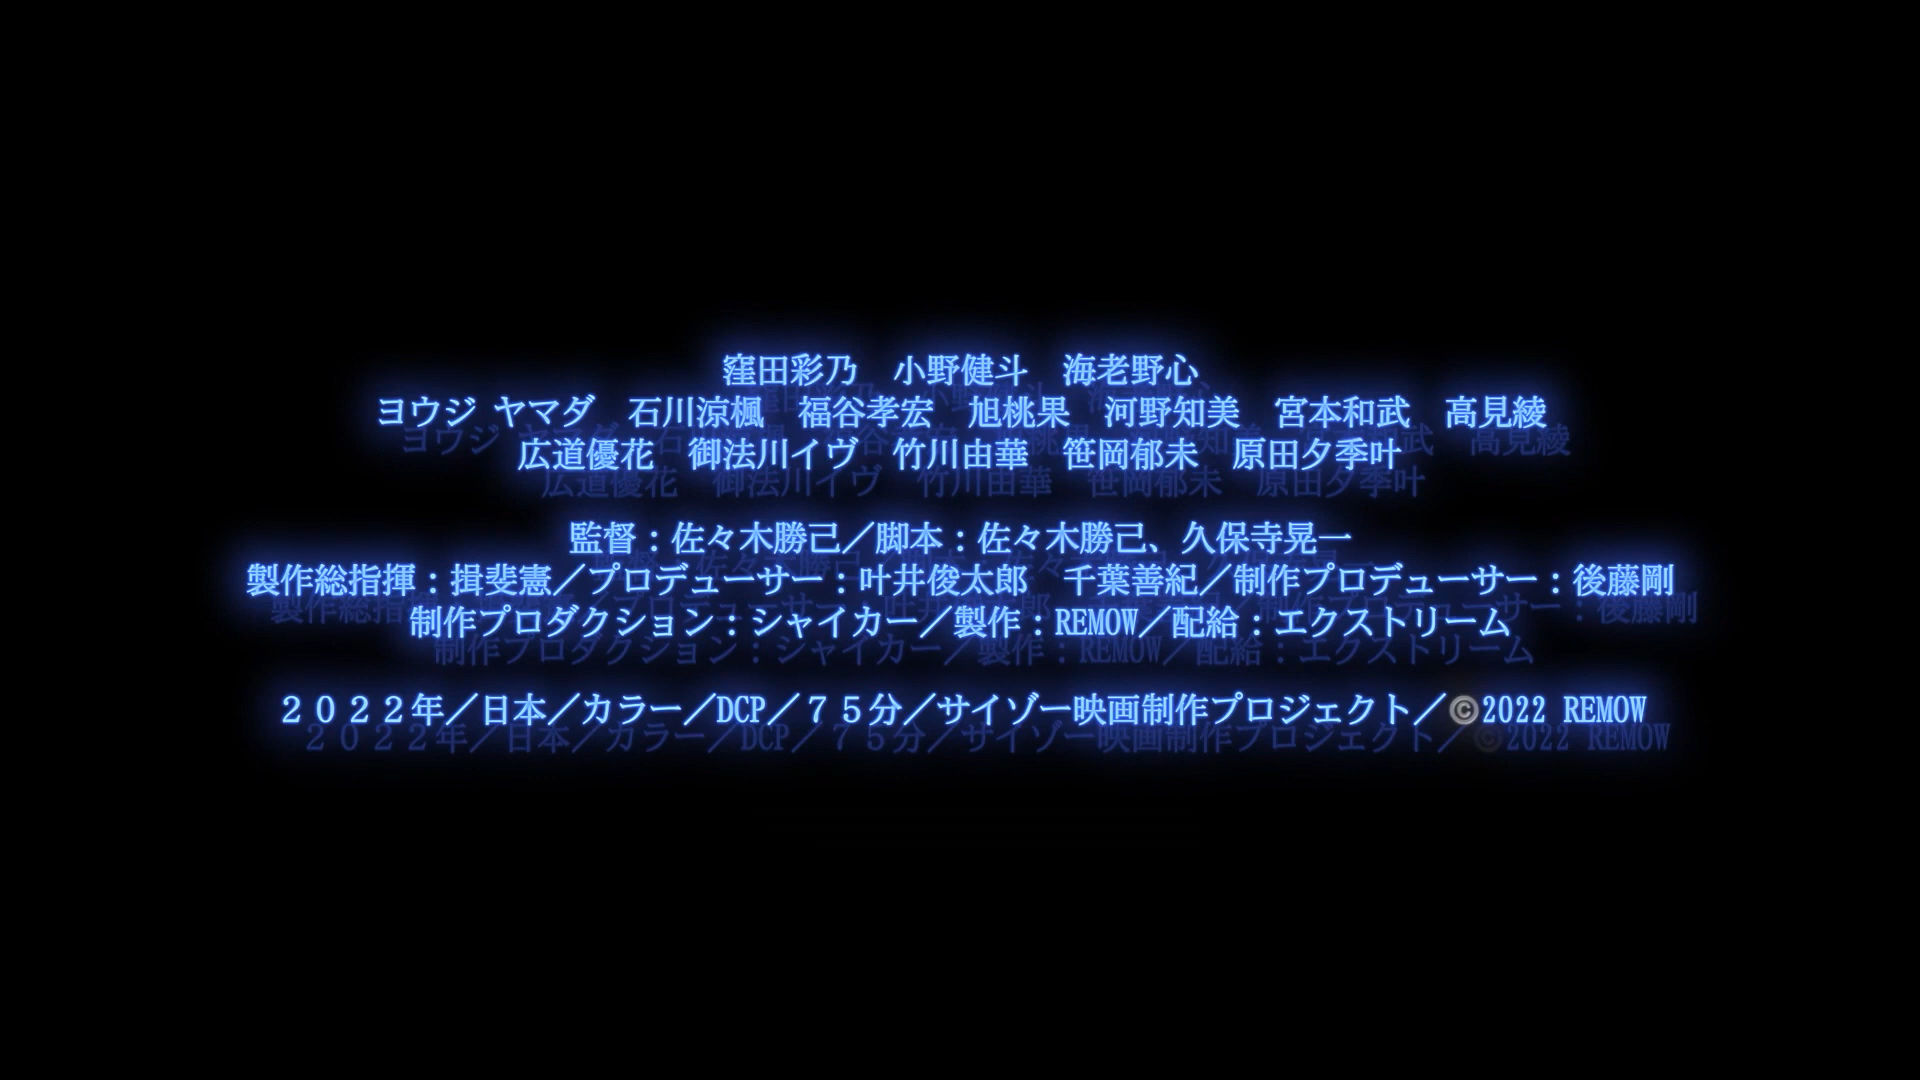 窪田彩乃　小野健斗　海老野心
ヨウジ ヤマダ　石川涼楓　福谷孝宏　旭桃果　河野知美　宮本和武　高見綾
広道優花　御法川イヴ　竹川由華　笹岡郁未　原田夕季叶
監督：佐々木勝己／脚本：佐々木勝己、久保寺晃一
製作総指揮：揖斐憲／プロデューサー：叶井俊太郎　千葉善紀／制作プロデューサー：後藤剛
制作プロダクション：シャイカー／製作：REMOW／配給：エクストリーム
２０２２年／日本／カラー／DCP／７５分／サイゾー映画制作プロジェクト／©2022 REMOW